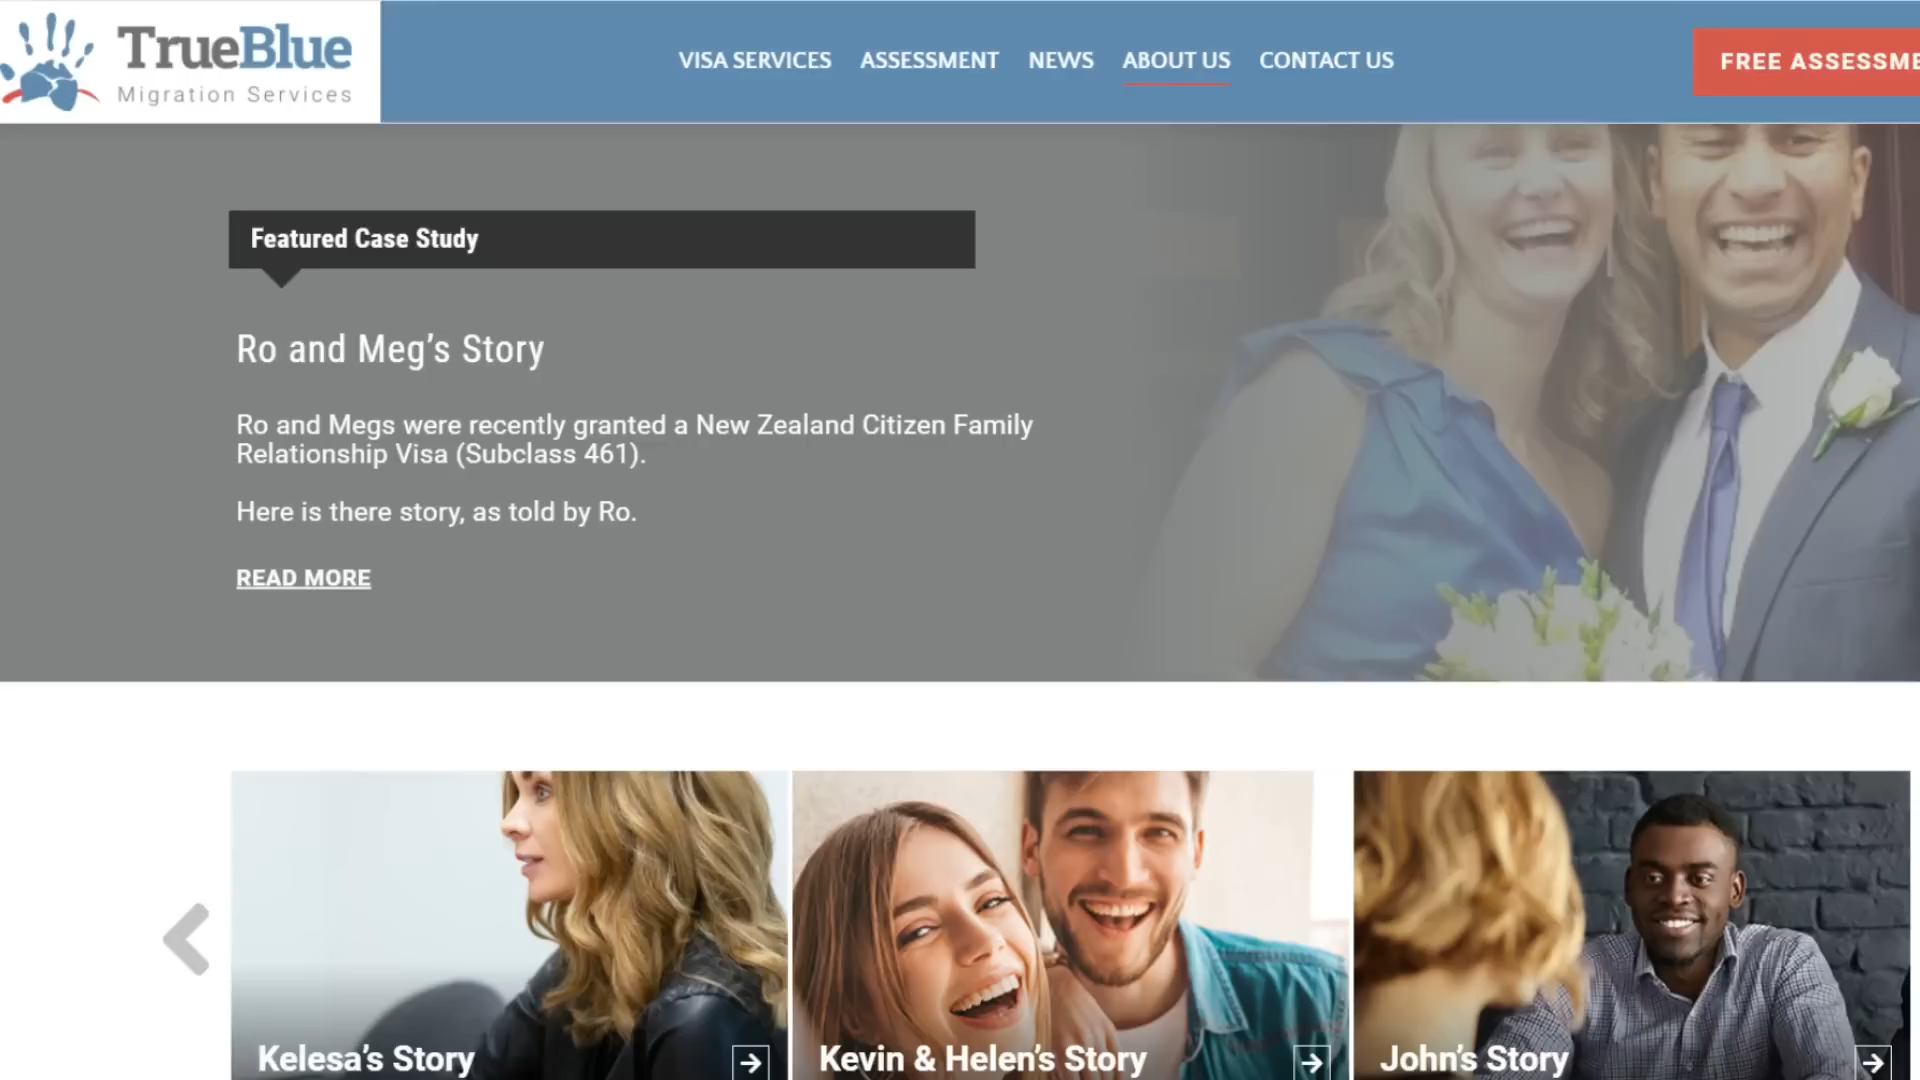 TrueBlue
Migration Services
VISA SERVICES
ASSESSMENT
NEWS
ABOUT US
CONTACT US
FREE ASSESSME
Featured Case Study
Ro and Meg’s Story
Ro and Megs were recently granted a New Zealand Citizen Family
Relationship Visa (Subclass 461).
Here is there story, as told by Ro.
READ MORE
Kelesa’s Story
Kevin & Helen’s Story
John’s Story